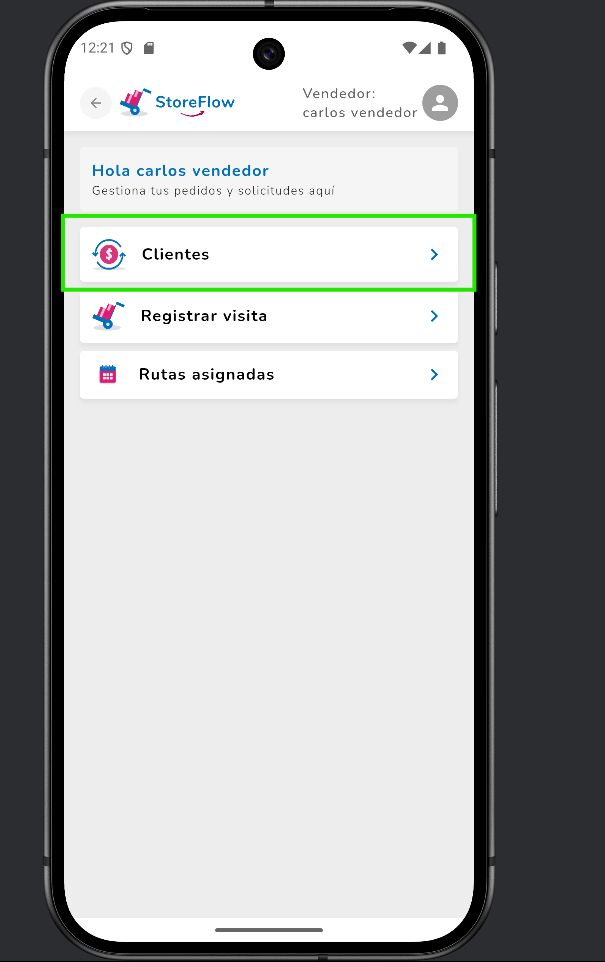 12:21
StoreFlow
Vendedor:
carlos vendedor
Hola carlos vendedor
Gestiona tus pedidos y solicitudes aquí
$
Clientes
Registrar visita
Rutas asignadas